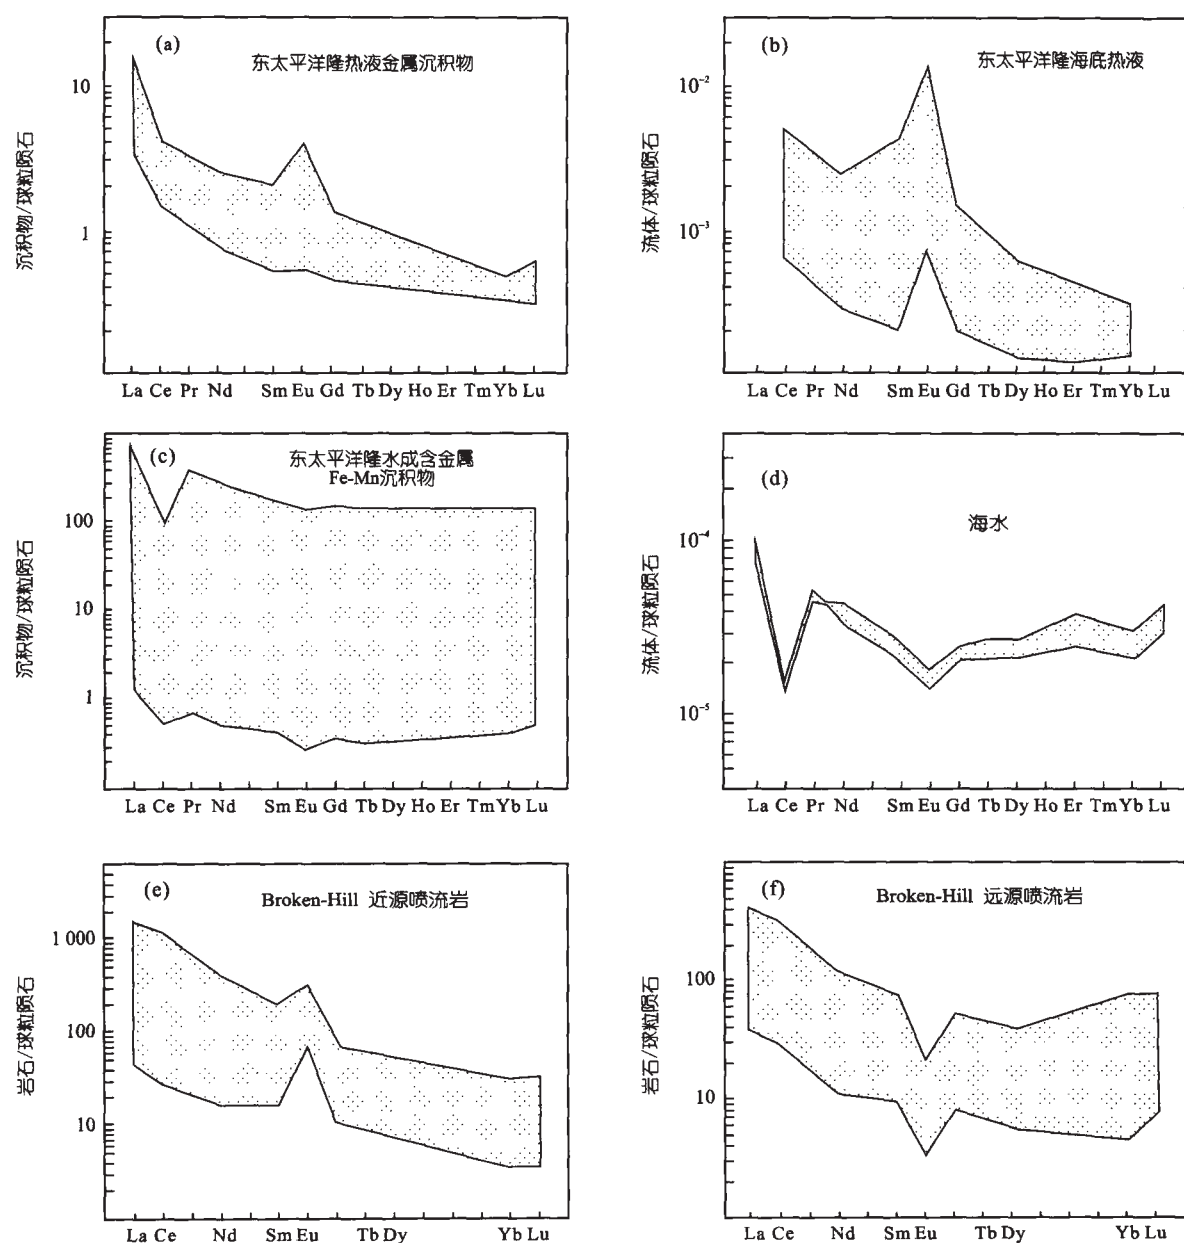 (a)
东太平洋隆热液金属沉积物
沉积物/球粒陨石
10
1
La Ce Pr Nd Sm Eu Gd Tb Dy Ho Er Tm Yb Lu
(b)
东太平洋隆海底热液
流体/球粒陨石
10⁻²
10⁻³
La Ce Pr Nd Sm Eu Gd Tb Dy Ho Er Tm Yb Lu
(c)
东太平洋隆水成含金属
Fe-Mn沉积物
沉积物/球粒陨石
100
10
1
La Ce Pr Nd Sm Eu Gd Tb Dy Ho Er Tm Yb Lu
(d)
海水
流体/球粒陨石
10⁻⁴
10⁻⁵
La Ce Pr Nd Sm Eu Gd Tb Dy Ho Er Tm Yb Lu
(e)
Broken-Hill 近源喷流岩
岩石/球粒陨石
1 000
100
10
La Ce Nd Sm Eu Tb Dy Yb Lu
(f)
Broken-Hill 远源喷流岩
岩石/球粒陨石
100
10
La Ce Nd Sm Eu Tb Dy Yb Lu